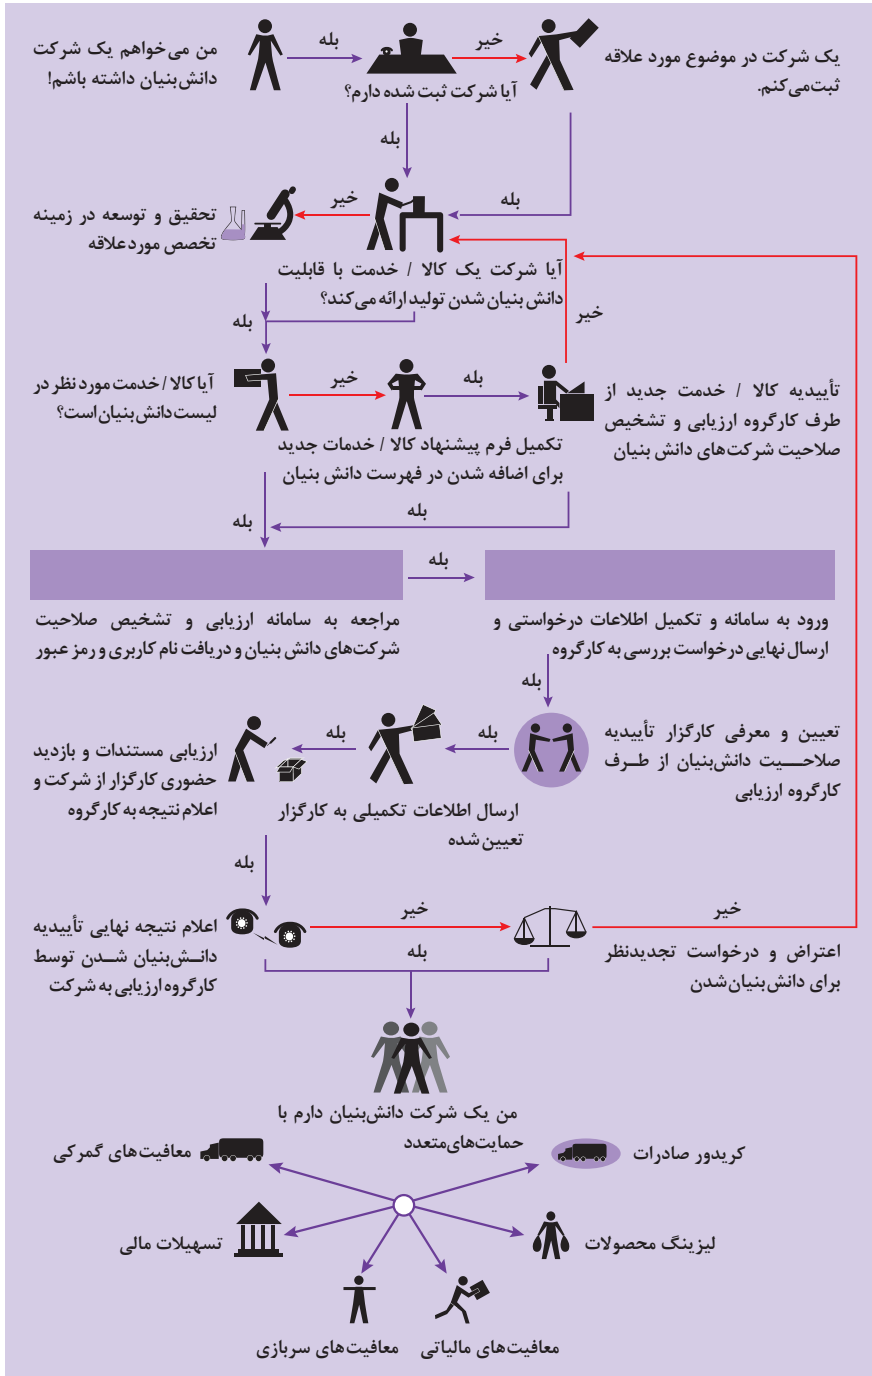 من می‌خواهم یک شرکت
دانش‌بنیان داشته باشم!
بله
آیا شرکت ثبت شده دارم؟
خیر
یک شرکت در موضوع مورد علاقه
ثبت‌می‌کنم.
بله
بله
خیر
تحقیق و توسعه در زمینه
تخصص مورد علاقه
آیا شرکت یک کالا / خدمت با قابلیت
دانش‌بنیان شدن تولید ارائه می‌کند؟
بله
خیر
آیا کالا / خدمت مورد نظر در
لیست دانش‌بنیان است؟
خیر
بله
تکمیل فرم پیشنهاد کالا / خدمات جدید
برای اضافه شدن در فهرست دانش بنیان
تأییدیه کالا / خدمت جدید از
طرف کارگروه ارزیابی و تشخیص
صلاحیت شرکت‌های دانش بنیان
بله
بله
بله
مراجعه به سامانه ارزیابی و تشخیص صلاحیت
شرکت‌های دانش بنیان و دریافت نام کاربری و رمز عبور
ورود به سامانه و تکمیل اطلاعات درخواستی و
ارسال نهایی درخواست بررسی به کارگروه
بله
تعیین و معرفی کارگزار تأییدیه
صلاحـــیت دانش‌بنیان از طــرف
کارگروه ارزیابی
بله
ارسال اطلاعات تکمیلی به کارگزار
تعیین شده
بله
ارزیابی مستندات و بازدید
حضوری کارگزار از شرکت و
اعلام نتیجه به کارگروه
بله
اعلام نتیجه نهایی تأییدیه
دانــش‌بنیان شــدن توسط
کارگروه ارزیابی به شرکت
خیر
بله
خیر
اعتراض و درخواست تجدیدنظر
برای دانش‌بنیان‌شدن
من یک شرکت دانش‌بنیان دارم با
حمایت‌های‌متعدد
کریدور صادرات
معافیت‌های گمرکی
لیزینگ محصولات
تسهیلات مالی
معافیت‌های مالیاتی
معافیت‌های سربازی